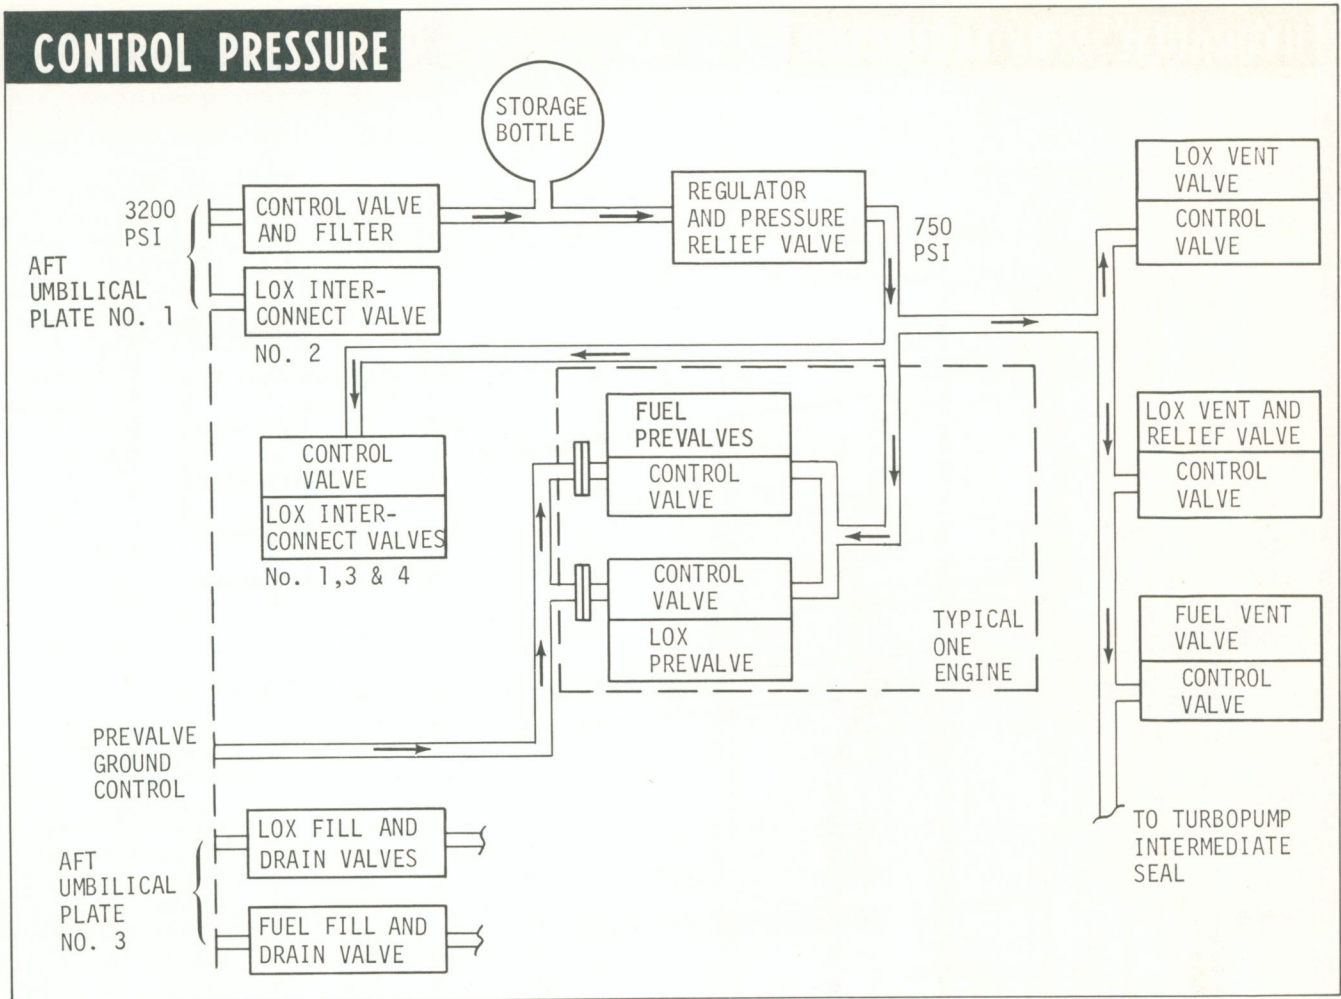 CONTROL PRESSURE
STORAGE
BOTTLE
3200
PSI
CONTROL VALVE
AND FILTER
REGULATOR
AND PRESSURE
RELIEF VALVE
750
PSI
LOX VENT
VALVE
CONTROL
VALVE
AFT
UMBILICAL
PLATE NO. 1
LOX INTER-
CONNECT VALVE
NO. 2
CONTROL
VALVE
LOX INTER-
CONNECT VALVES
No. 1,3 & 4
FUEL
PREVALVES
CONTROL
VALVE
CONTROL
VALVE
LOX
PREVALVE
TYPICAL
ONE
ENGINE
LOX VENT AND
RELIEF VALVE
CONTROL
VALVE
FUEL VENT
VALVE
CONTROL
VALVE
PREVALVE
GROUND
CONTROL
TO TURBOPUMP
INTERMEDIATE
SEAL
AFT
UMBILICAL
PLATE
NO. 3
LOX FILL AND
DRAIN VALVES
FUEL FILL AND
DRAIN VALVE